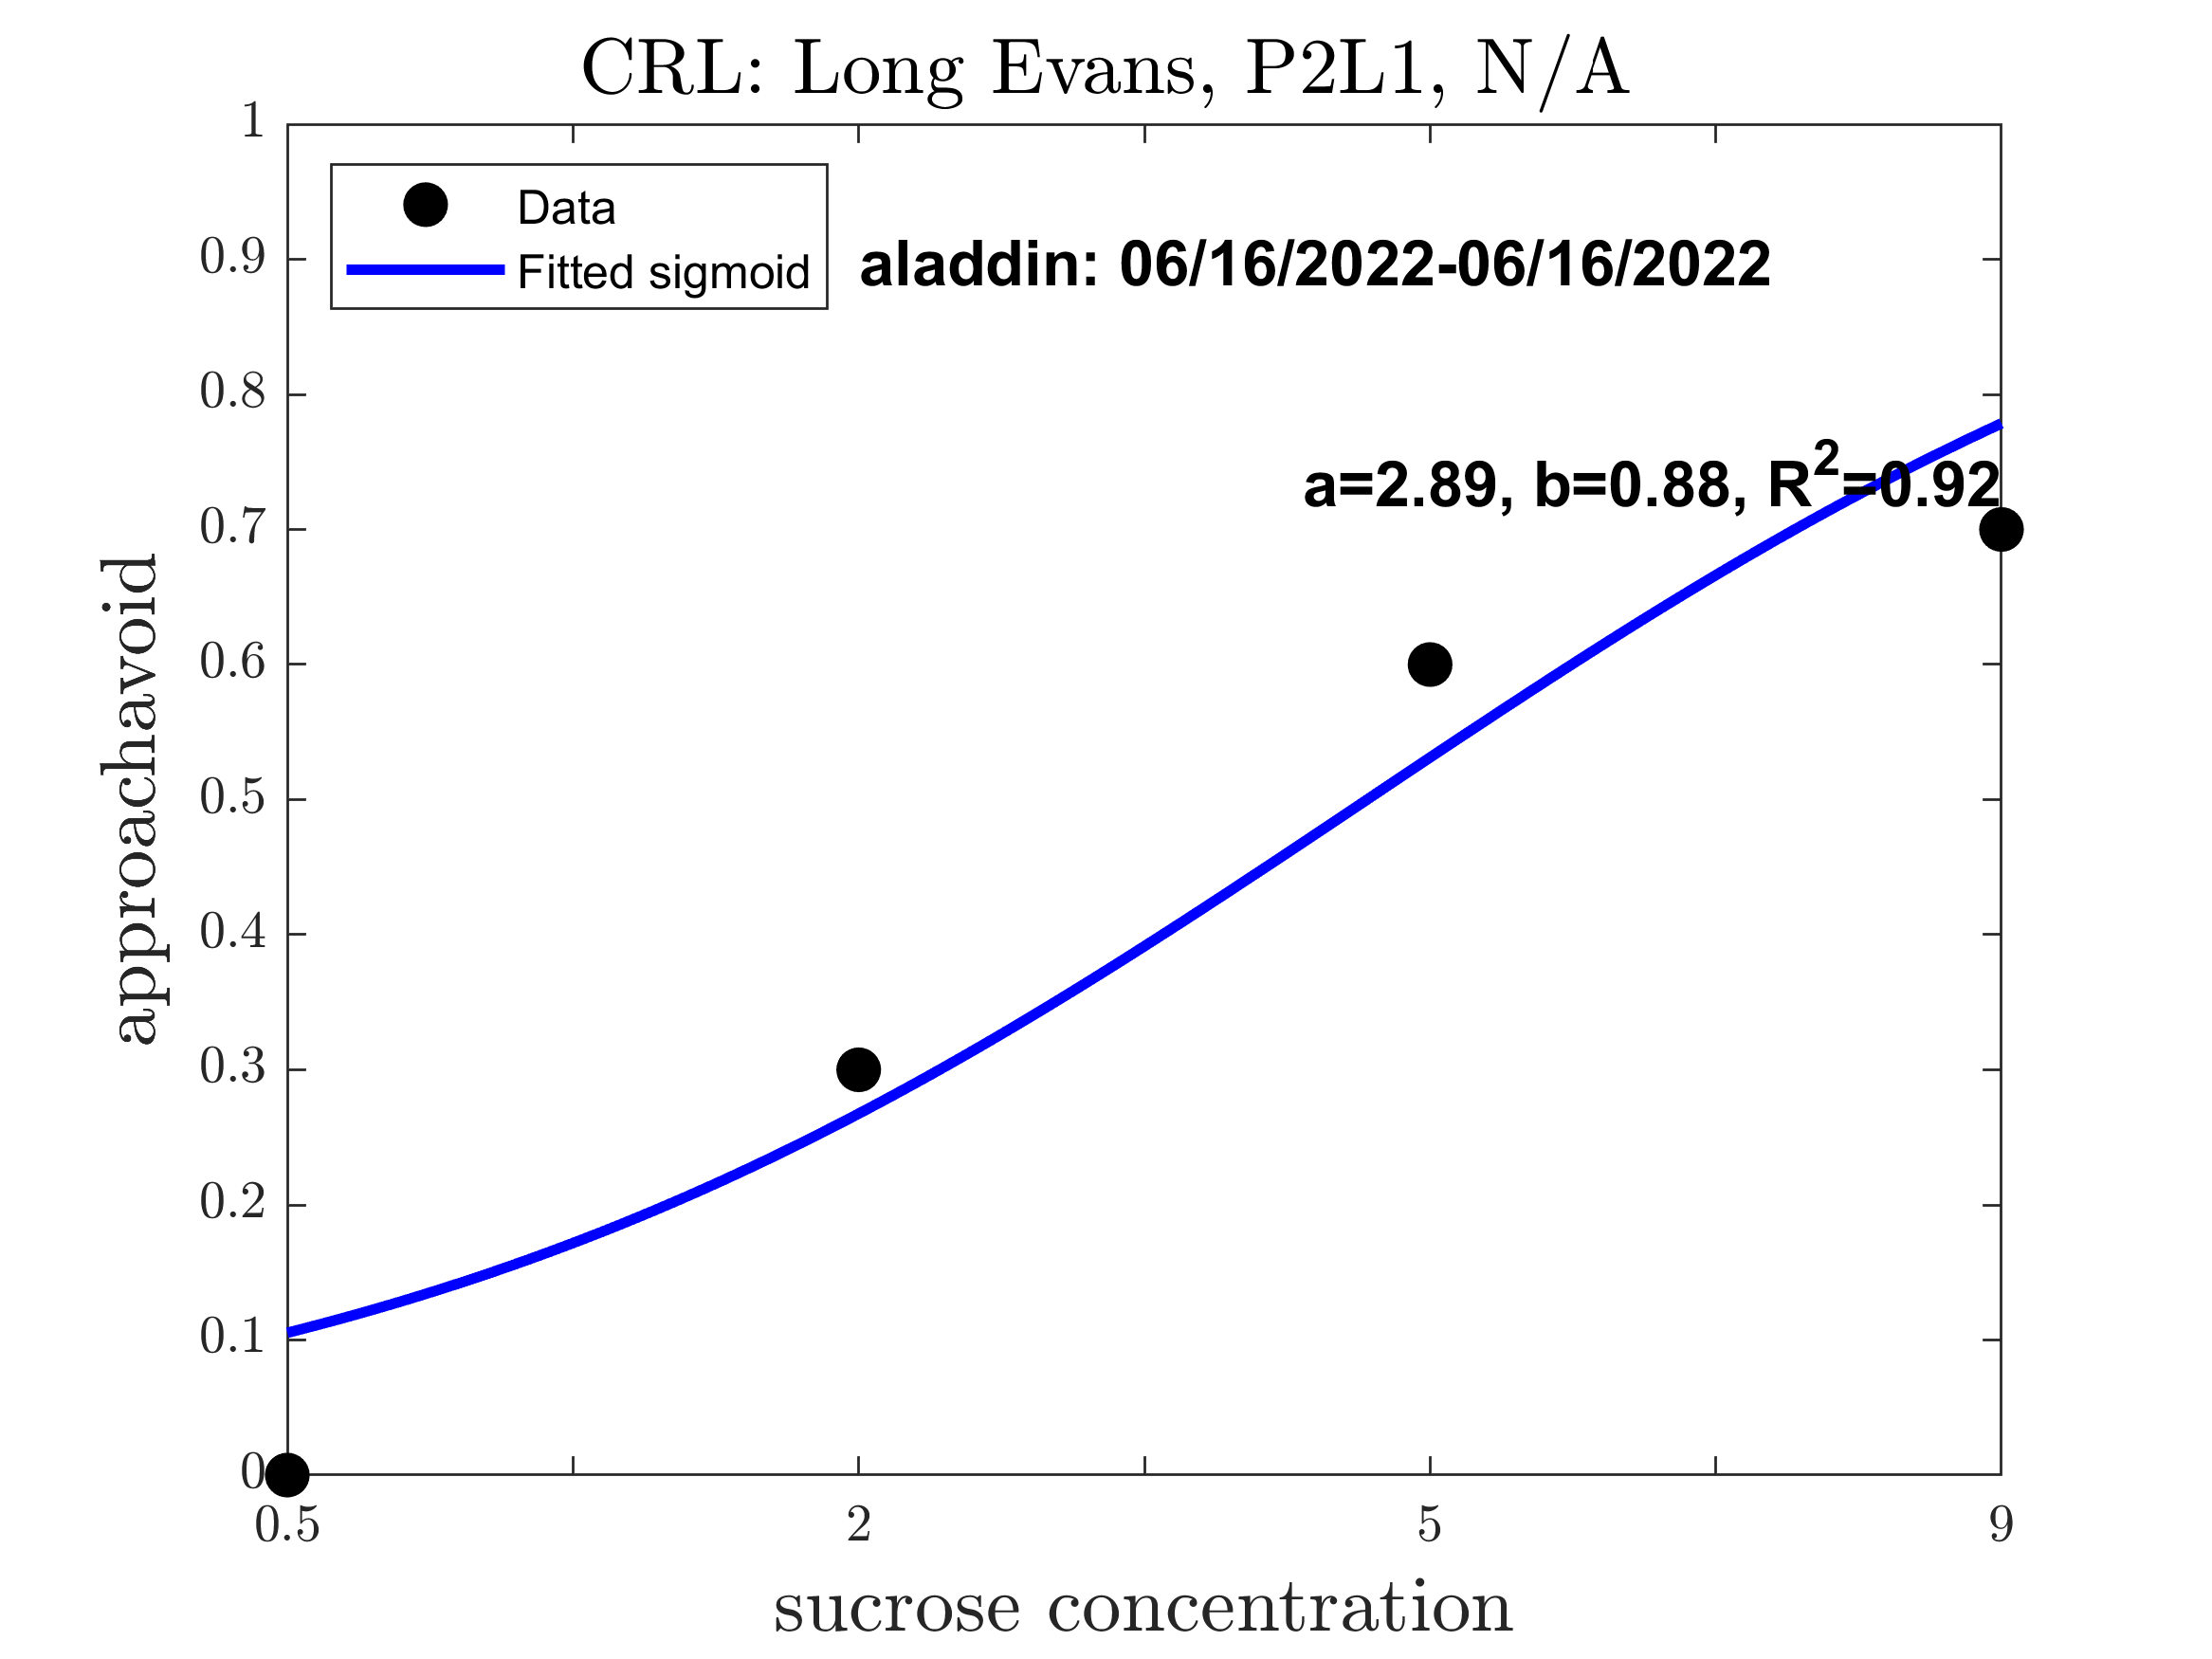 CRL: Long Evans, P2L1, N/A
1
Data
Fitted sigmoid
aladdin: 06/16/2022-06/16/2022
0.9
0.8
a=2.89, b=0.88, R²=0.92
0.7
0.6
0.5
0.4
0.3
0.2
0.1
0
approachavoid
0.5 2 5 9
sucrose concentration